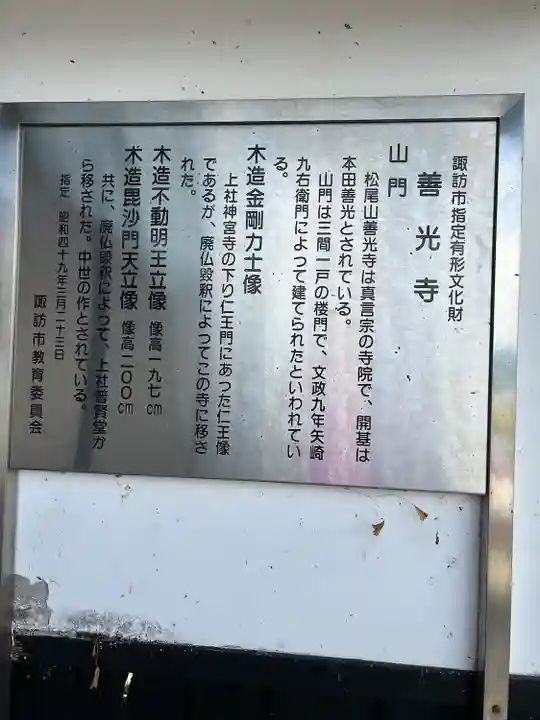 諏訪市指定有形文化財
善光寺
山門
松尾山善光寺は真言宗の寺院で、開基は
本田善光とされている。
山門は三間一戸の楼門で、文政九年矢崎
九右衛門によって建てられたといわれてい
る。
木造金剛力士像
上社神宮寺の下り仁王門にあった仁王像
であるが、廃仏毀釈によってこの寺に移さ
れた。
木造不動明王立像 像高一九七cm
木造毘沙門天立像 像高二〇〇cm
共に、廃仏毀釈によって、上社普賢堂か
ら移された。中世の作とされている。
指定 昭和四十九年三月二十三日
諏訪市教育委員会